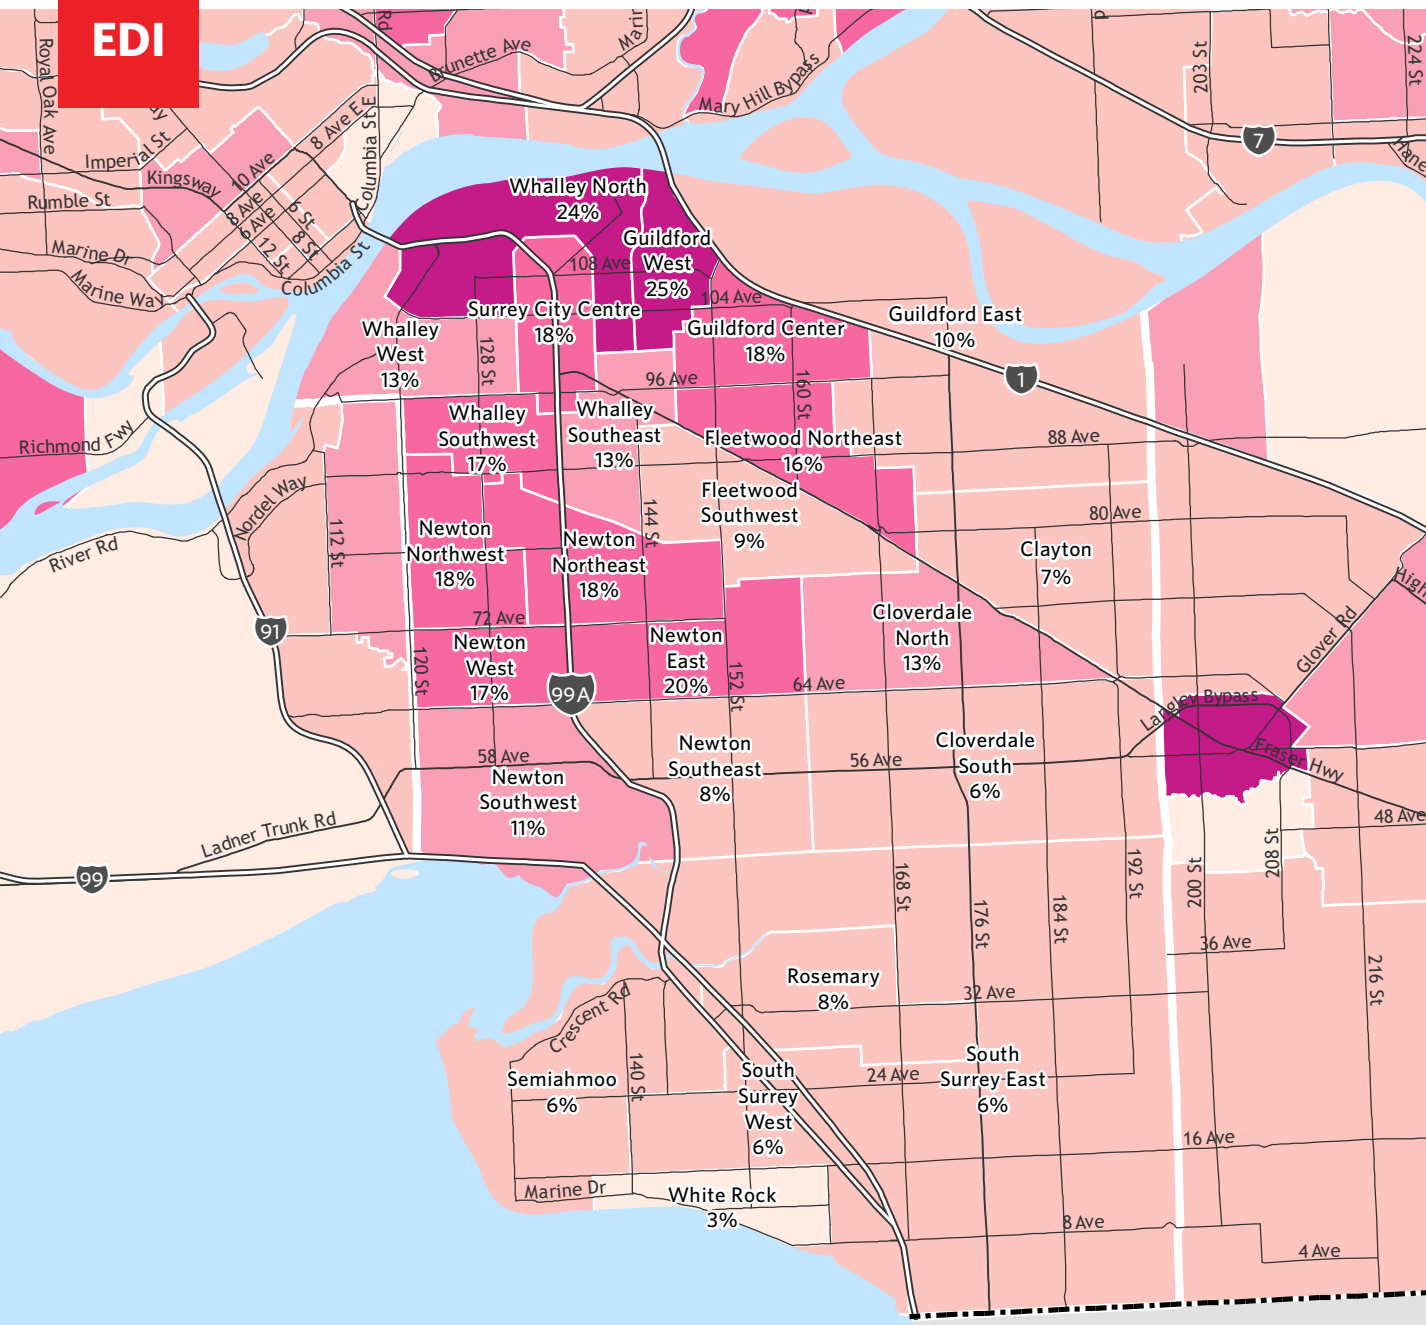 EDI
Royal Oak Ave
Rd
Brunette Ave
Mary Hill Bypass
203 St
224 St
7
Imperial St
8 Ave E
Columbia St E
Kingsway
10 Ave
Rumble St
8 Ave
6 Ave
6 St
8 St
12 St
Marine Dr
Marine Way
Columbia St
Whalley North
24%
Guildford
West
25%
108 Ave
104 Ave
Surrey City Centre
18%
Guildford Center
18%
Guildford East
10%
Whalley
West
13%
128 St
96 Ave
160 St
1
Whalley
Southwest
17%
Whalley
Southeast
13%
Fleetwood Northeast
16%
88 Ave
Richmond Fwy
Nordel Way
Fleetwood
Southwest
9%
80 Ave
River Rd
112 St
Newton
Northwest
18%
Newton
Northeast
18%
144 St
Clayton
7%
High
91
72 Ave
Cloverdale
North
13%
Glover Rd
120 St
Newton
West
17%
99A
Newton
East
20%
152 St
64 Ave
Langley Bypass
Fraser Hwy
58 Ave
Newton
Southwest
11%
Newton
Southeast
8%
56 Ave
Cloverdale
South
6%
Ladner Trunk Rd
48 Ave
208 St
99
168 St
176 St
184 St
192 St
200 St
216 St
36 Ave
Rosemary
8%
32 Ave
Crescent Rd
140 St
Semiahmoo
6%
South
Surrey
West
6%
24 Ave
South
Surrey East
6%
16 Ave
Marine Dr
White Rock
3%
8 Ave
4 Ave